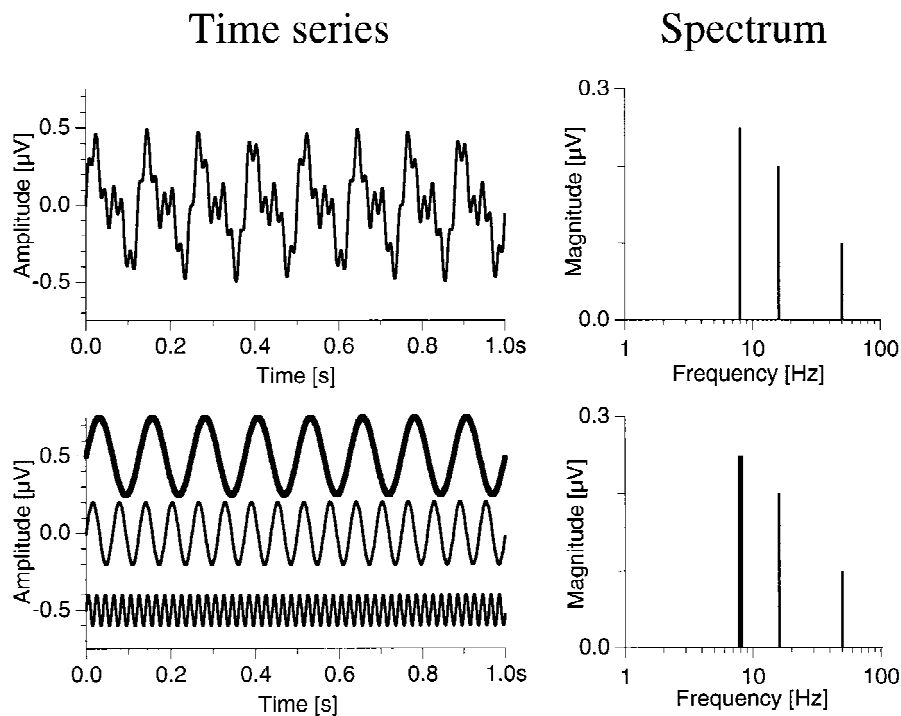 Time series
Spectrum
Amplitude [µV]
0.5
0.0
-0.5
0.0 0.2 0.4 0.6 0.8 1.0s
Time [s]
Magnitude [µV]
0.3
0.0
1 10 100
Frequency [Hz]
Amplitude [µV]
0.5
0.0
-0.5
0.0 0.2 0.4 0.6 0.8 1.0s
Time [s]
Magnitude [µV]
0.3
0.0
1 10 100
Frequency [Hz]